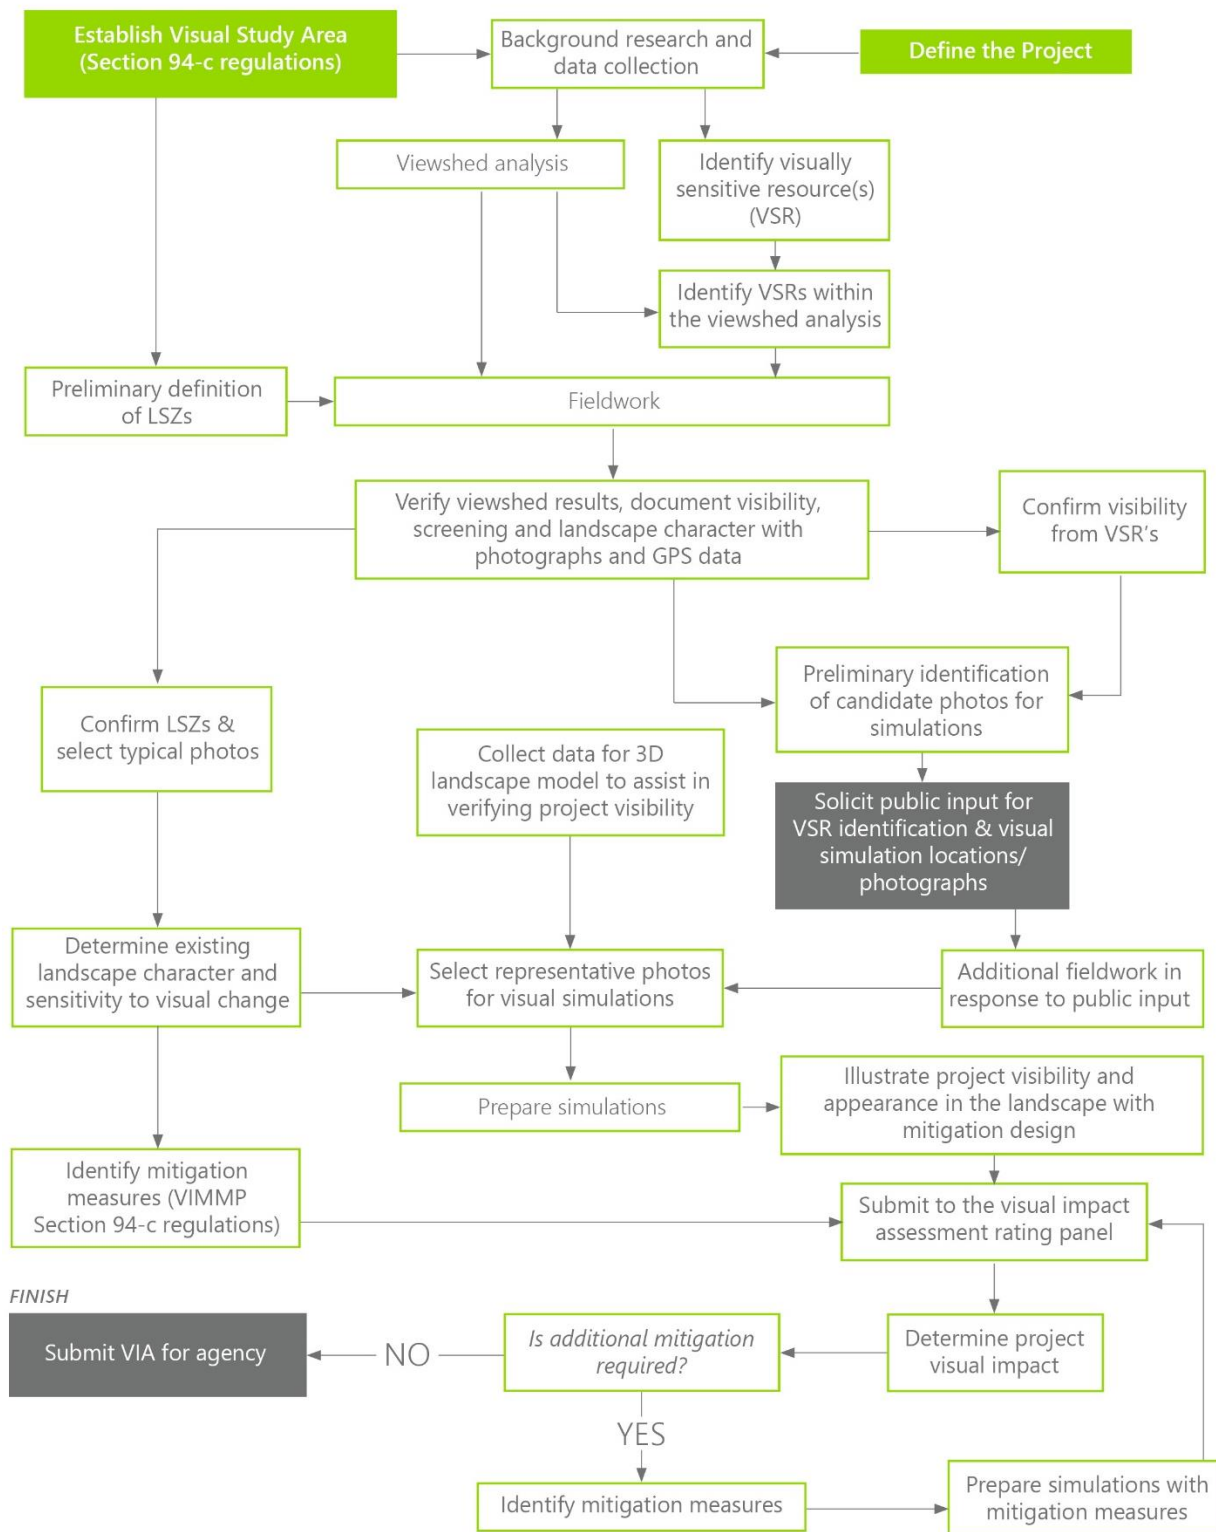 Establish Visual Study Area
(Section 94-c regulations)
Background research and
data collection
Define the Project
Viewshed analysis
Identify visually
sensitive resource(s)
(VSR)
Identify VSRs within
the viewshed analysis
Preliminary definition
of LSZs
Fieldwork
Verify viewshed results, document visibility,
screening and landscape character with
photographs and GPS data
Confirm visibility
from VSR's
Preliminary identification
of candidate photos for
simulations
Confirm LSZs &
select typical photos
Collect data for 3D
landscape model to assist in
verifying project visibility
Solicit public input for
VSR identification & visual
simulation locations/
photographs
Determine existing
landscape character and
sensitivity to visual change
Select representative photos
for visual simulations
Additional fieldwork in
response to public input
Prepare simulations
Illustrate project visibility and
appearance in the landscape with
mitigation design
Identify mitigation
measures (VIMMP
Section 94-c regulations)
Submit to the visual impact
assessment rating panel
FINISH
Submit VIA for agency
NO
Is additional mitigation
required?
Determine project
visual impact
YES
Identify mitigation measures
Prepare simulations with
mitigation measures